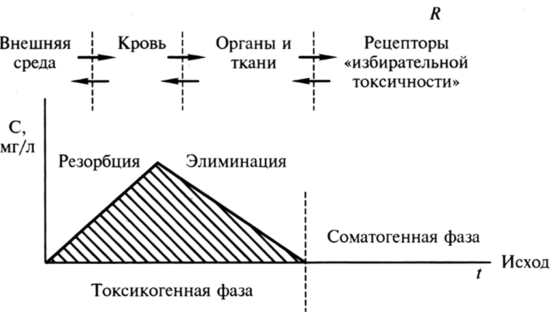 R
Внешняя среда
Кровь
Органы и ткани
Рецепторы «избирательной токсичности»
C, мг/л
Резорбция
Элиминация
Соматогенная фаза
Исход
t
Токсикогенная фаза